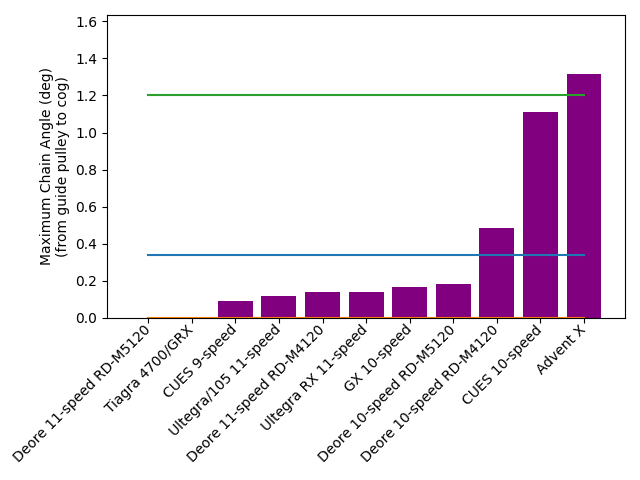 1.6
1.4
1.2
1.0
0.8
0.6
0.4
0.2
0.0
Maximum Chain Angle (deg)
(from guide pulley to cog)
Deore 11-speed RD-M5120
Tiagra 4700/GRX
CUES 9-speed
Ultegra/105 11-speed
Deore 11-speed RD-M4120
Ultegra RX 11-speed
GX 10-speed
Deore 10-speed RD-M5120
Deore 10-speed RD-M4120
CUES 10-speed
Advent X